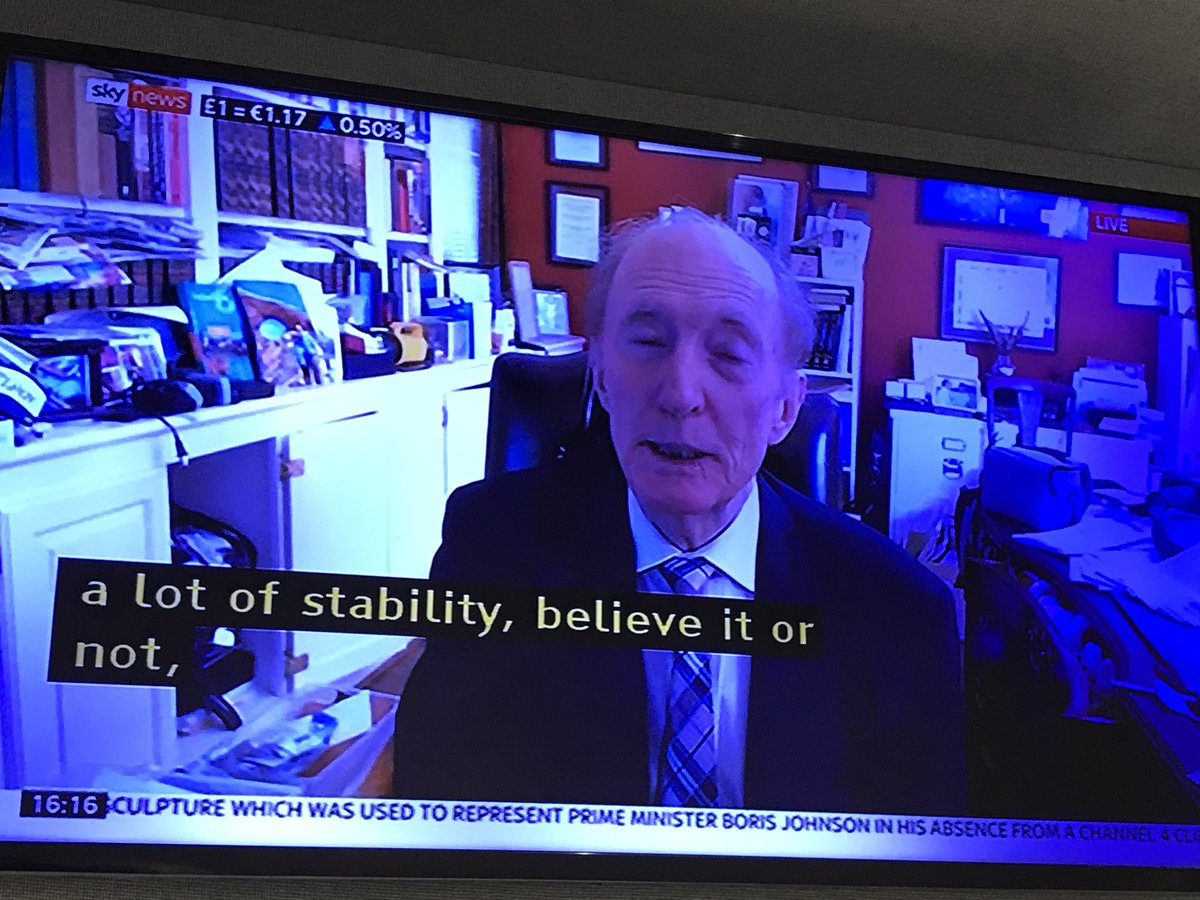 sky news £1 = €1.17 ▲ 0.50%
LIVE
a lot of stability, believe it or
not,
16:16 SCULPTURE WHICH WAS USED TO REPRESENT PRIME MINISTER BORIS JOHNSON IN HIS ABSENCE FROM A CHANNEL 4 CL